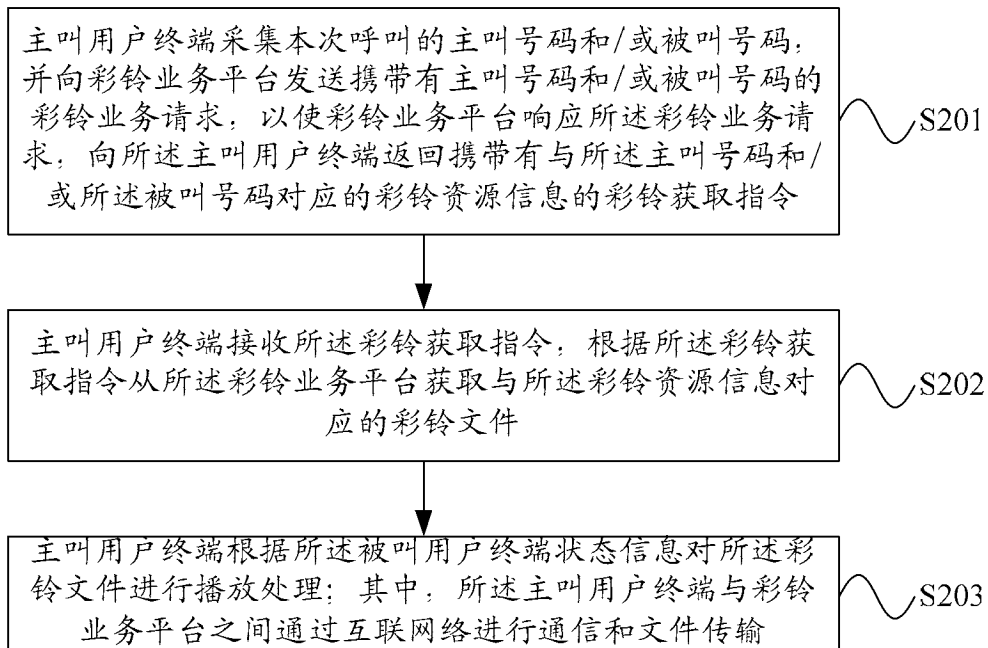 主叫用户终端采集本次呼叫的主叫号码和/或被叫号码，
并向彩铃业务平台发送携带有主叫号码和/或被叫号码的
彩铃业务请求；以使彩铃业务平台响应所述彩铃业务请
求，向所述主叫用户终端返回携带有与所述主叫号码和/
或所述被叫号码对应的彩铃资源信息的彩铃获取指令
S201
主叫用户终端接收所述彩铃获取指令；根据所述彩铃获
取指令从所述彩铃业务平台获取与所述彩铃资源信息对
应的彩铃文件
S202
主叫用户终端根据所述被叫用户终端状态信息对所述彩
铃文件进行播放处理；其中，所述主叫用户终端与彩铃
业务平台之间通过互联网络进行通信和文件传输
S203